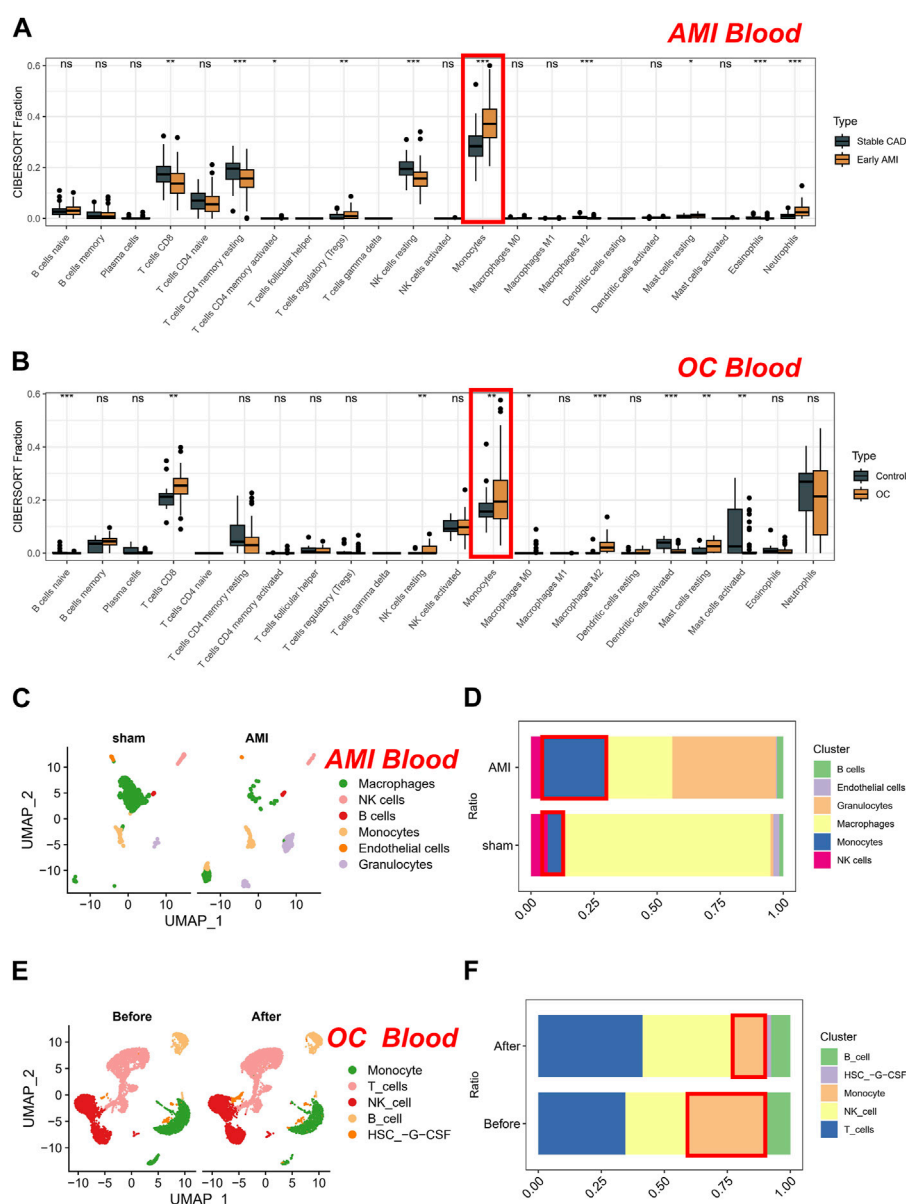 A
AMI Blood
ns ns ns ** ns *** * ** *** ns *** ns ns *** ns * ns *** ***
CIBERSORT Fraction
0.6
0.4
0.2
0.0
Type
Stable CAD
Early AMI
B cells naive
B cells memory
Plasma cells
T cells CD8
T cells CD4 naive
T cells CD4 memory resting
T cells CD4 memory activated
T cells follicular helper
T cells regulatory (Tregs)
T cells gamma delta
NK cells resting
NK cells activated
Monocytes
Macrophages M0
Macrophages M1
Macrophages M2
Dendritic cells resting
Dendritic cells activated
Mast cells resting
Mast cells activated
Eosinophils
Neutrophils
B
OC Blood
*** ns ns ** ns ns ns ns ** ns ** * ns *** ns *** ** ** ns ns
CIBERSORT Fraction
0.6
0.4
0.2
0.0
Type
Control
OC
B cells naive
B cells memory
Plasma cells
T cells CD8
T cells CD4 naive
T cells CD4 memory resting
T cells CD4 memory activated
T cells follicular helper
T cells regulatory (Tregs)
T cells gamma delta
NK cells resting
NK cells activated
Monocytes
Macrophages M0
Macrophages M1
Macrophages M2
Dendritic cells resting
Dendritic cells activated
Mast cells resting
Mast cells activated
Eosinophils
Neutrophils
C
sham AMI
AMI Blood
UMAP_2
10
5
0
−5
−10
−10 0 10 −10 0 10
UMAP_1
Macrophages
NK cells
B cells
Monocytes
Endothelial cells
Granulocytes
D
AMI
sham
Ratio
0.00 0.25 0.50 0.75 1.00
Cluster
B cells
Endothelial cells
Granulocytes
Macrophages
Monocytes
NK cells
E
Before After
OC Blood
UMAP_2
10
5
0
−5
−10
−10 −5 0 5 10 −10 −5 0 5 10
UMAP_1
Monocyte
T_cells
NK_cell
B_cell
HSC_−G−CSF
F
After
Before
Ratio
0.00 0.25 0.50 0.75 1.00
Cluster
B_cell
HSC_−G−CSF
Monocyte
NK_cell
T_cells